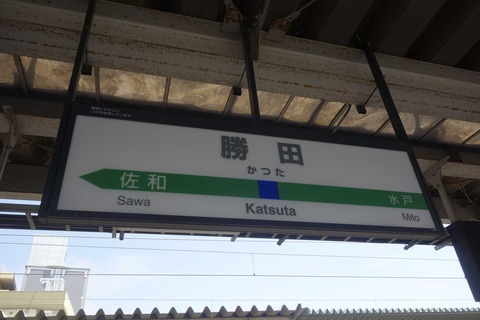 勝田
かつた
佐和
水戸
Sawa
Katsuta
Mito